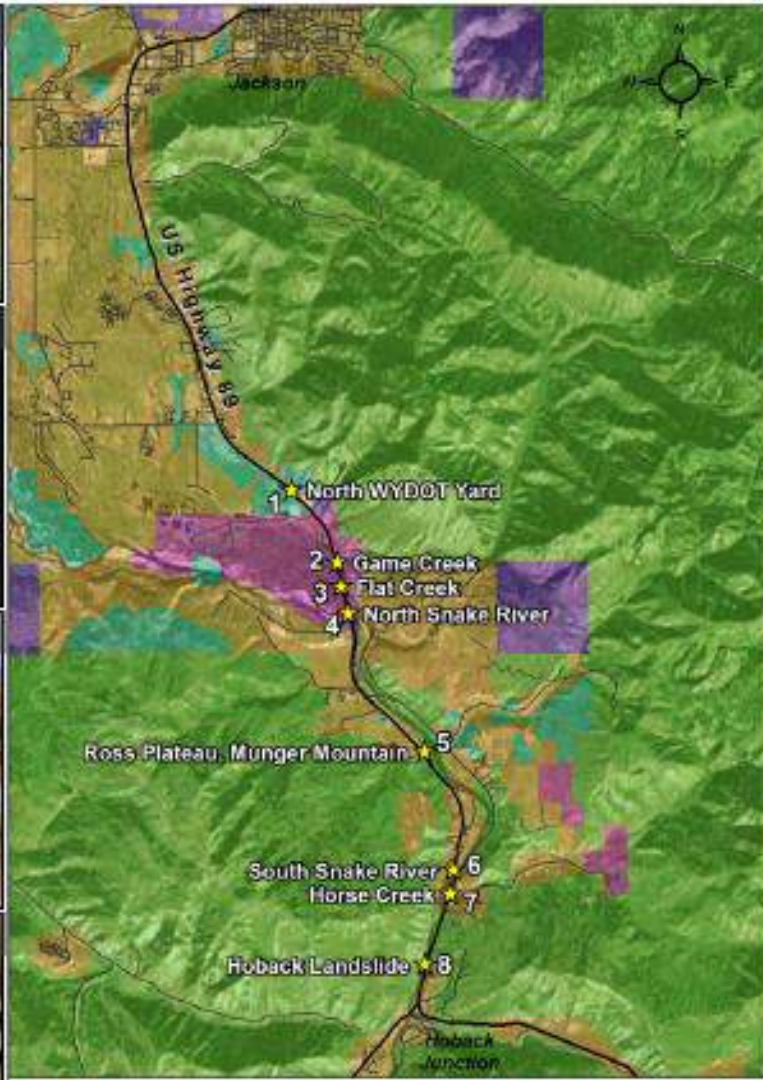 N
W
E
S
Jackson
US Highway 89
1
North WYDOT Yard
2
Game Creek
3
Flat Creek
4
North Snake River
Ross Plateau, Munger Mountain
5
South Snake River
6
Horse Creek
7
Hoback Landslide
8
Hoback
Junction